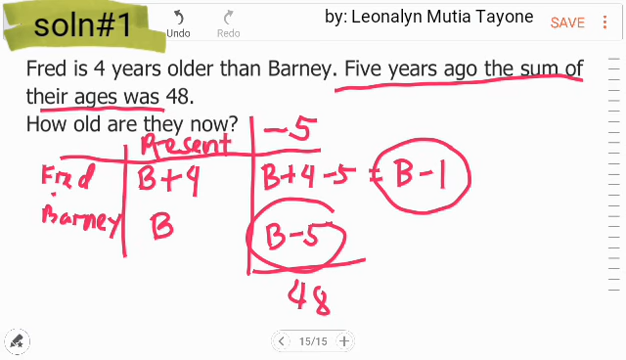 soln#1
Undo
Redo
by: Leonalyn Mutia Tayone
SAVE
Fred is 4 years older than Barney. Five years ago the sum of
their ages was 48.
How old are they now?
Present -5
Fred B+4 B+4-5 = B-1
Barney B B-5
48
15/15